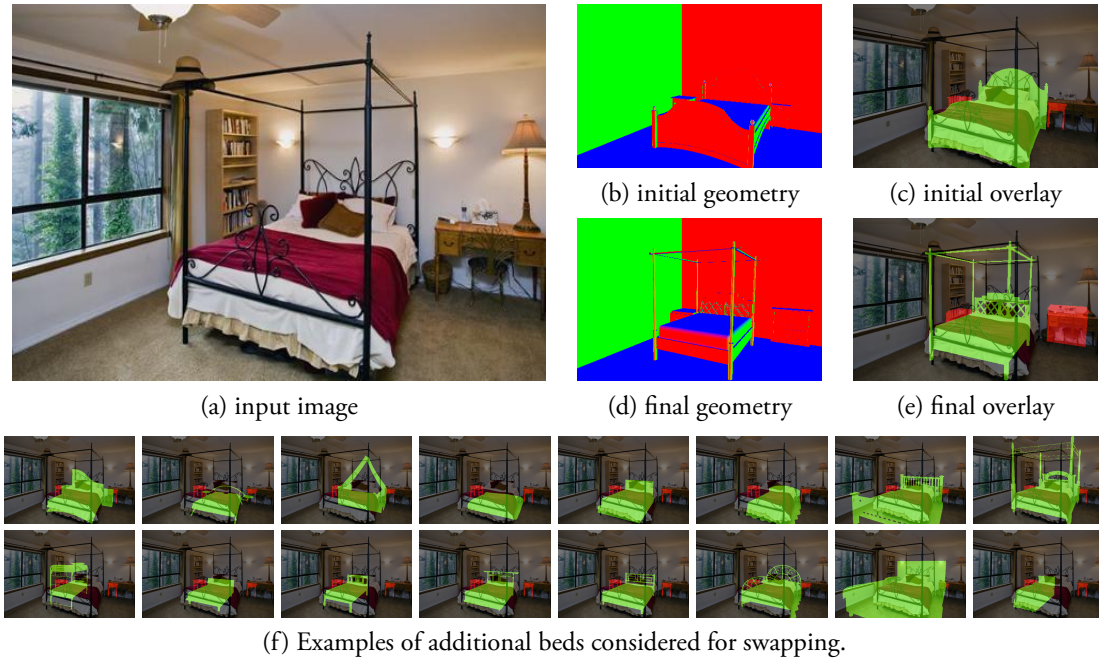 (a) input image
(b) initial geometry
(c) initial overlay
(d) final geometry
(e) final overlay
(f) Examples of additional beds considered for swapping.